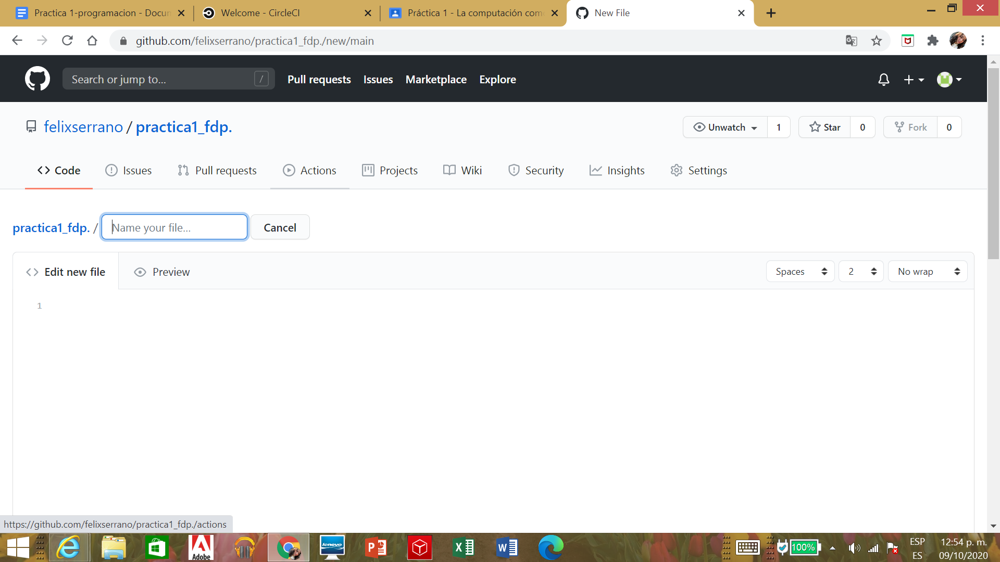 Practica 1-programacion - Docun
Welcome - CircleCI
Práctica 1 - La computación com
New File
github.com/felixserrano/practica1_fdp./new/main
Search or jump to...
/
Pull requests
Issues
Marketplace
Explore
felixserrano / practica1_fdp.
Unwatch
1
Star
0
Fork
0
Code
Issues
Pull requests
Actions
Projects
Wiki
Security
Insights
Settings
practica1_fdp. /
Name your file...
Cancel
Edit new file
Preview
Spaces
2
No wrap
1
https://github.com/felixserrano/practica1_fdp./actions
Adobe
lenovo
100%
ESP
ES
12:54 p. m.
09/10/2020